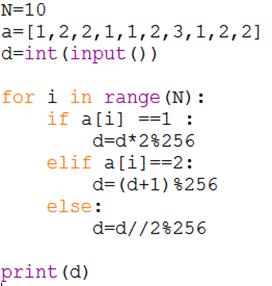 N=10
a=[1,2,2,1,1,2,3,1,2,2]
d=int(input())

for i in range(N):
    if a[i] ==1 :
        d=d*2%256
    elif a[i]==2:
        d=(d+1)%256
    else:
        d=d//2%256

print(d)